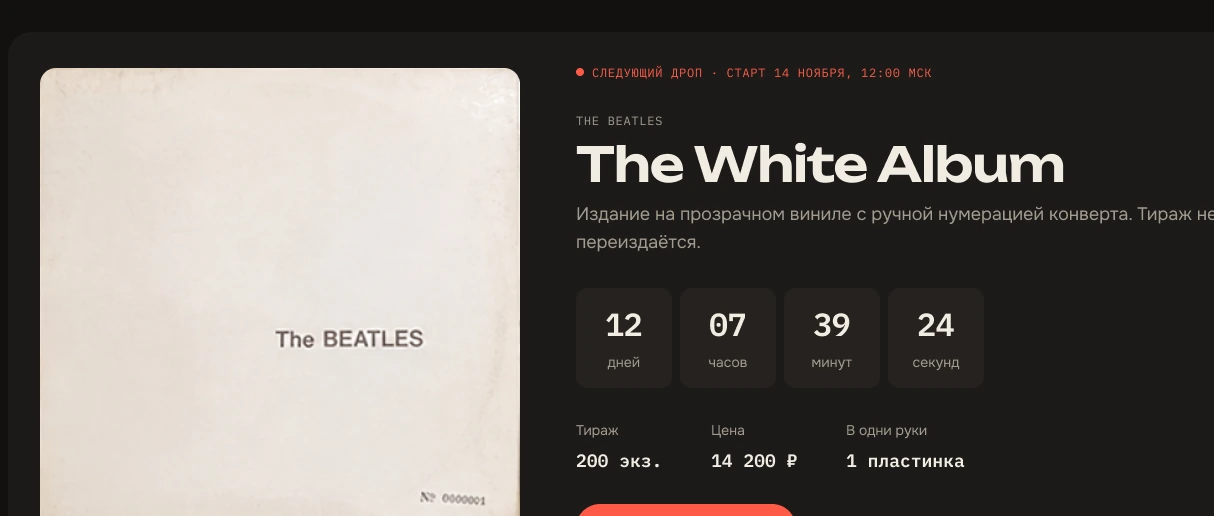 СЛЕДУЮЩИЙ ДРОП · СТАРТ 14 НОЯБРЯ, 12:00 МСК
THE BEATLES
The White Album
Издание на прозрачном виниле с ручной нумерацией конверта. Тираж не
переиздаётся.
12 07 39 24
дней часов минут секунд
Тираж Цена В одни руки
200 экз. 14 200 ₽ 1 пластинка
The BEATLES
№ 0000001